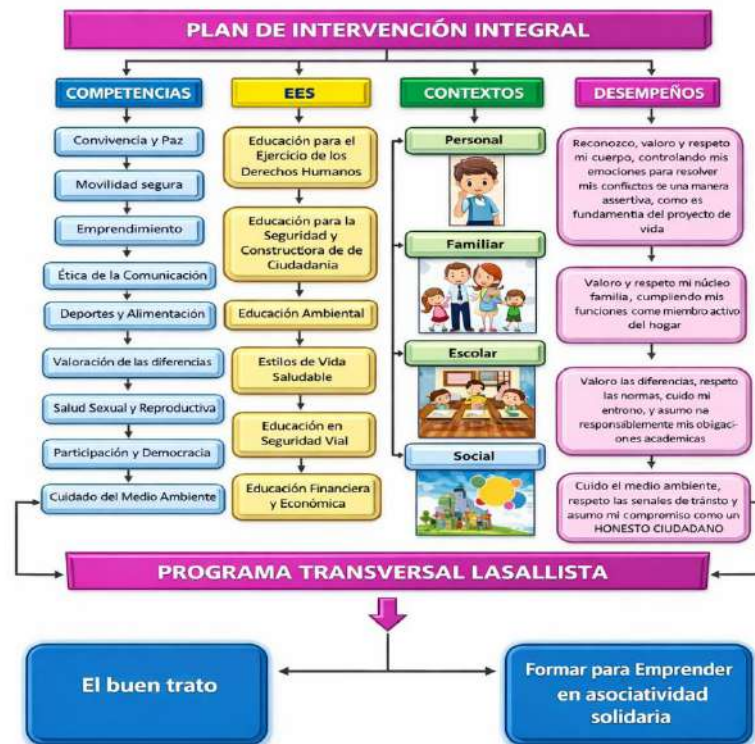 PLAN DE INTERVENCIÓN INTEGRAL
COMPETENCIAS
Convivencia y Paz
Movilidad segura
Emprendimiento
Ética de la Comunicación
Deportes y Alimentación
Valoración de las diferencias
Salud Sexual y Reproductiva
Participación y Democracia
Cuidado del Medio Ambiente
EES
Educación para el
Ejercicio de los
Derechos Humanos
Educación para la
Seguridad y
Constructora de de
Ciudadania
Educación Ambiental
Estilos de Vida
Saludable
Educación en
Seguridad Vial
Educación Financiera
y Económica
CONTEXTOS
Personal
Familiar
Escolar
Social
DESEMPEÑOS
Reconozco, valoro y respeto
mi cuerpo, controlando mis
emociones para resolver
mis conflictos de una manera
assertiva, como es
fundamentia del proyecto de
vida
Valoro y respeto mi núcleo
familia, cumpliendo mis
funciones come miembro activo
del hogar
Valoro las diferencias, respeto
las normas, cuido mi
entrono, y asumo ne
responsablemente mis obligaci-
ones academicas
Cuido el medio ambiente,
respeto las senales de tránsto y
asumo mi compromiso como un
HONESTO CIUDADANO
PROGRAMA TRANSVERSAL LASALLISTA
El buen trato
Formar para Emprender
en asociatividad
solidaria